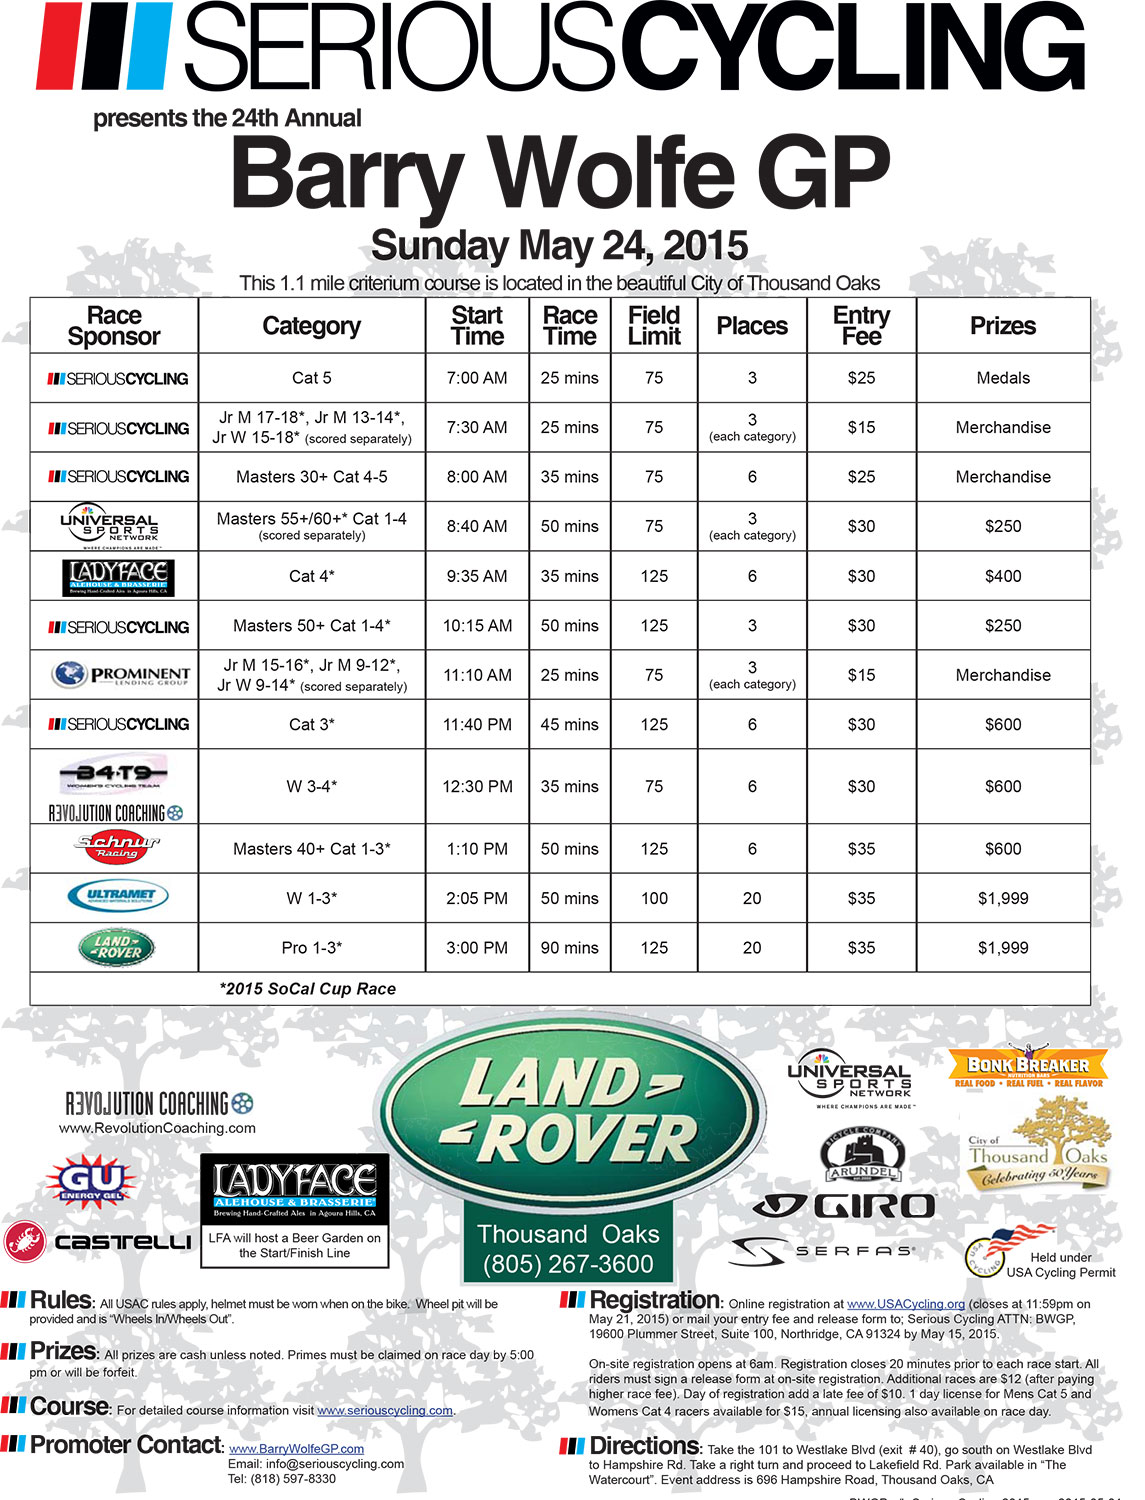 SERIOUSCYCLING
presents the 24th Annual
Barry Wolfe GP
Sunday May 24, 2015
This 1.1 mile criterium course is located in the beautiful City of Thousand Oaks
Race Sponsor Category Start Time Race Time Field Limit Places Entry Fee Prizes
SERIOUSCYCLING Cat 5 7:00 AM 25 mins 75 3 $25 Medals
SERIOUSCYCLING Jr M 17-18*, Jr M 13-14*, Jr W 15-18* (scored separately) 7:30 AM 25 mins 75 3 (each category) $15 Merchandise
SERIOUSCYCLING Masters 30+ Cat 4-5 8:00 AM 35 mins 75 6 $25 Merchandise
UNIVERSAL SPORTS NETWORK WHERE CHAMPIONS ARE MADE™ Masters 55+/60+* Cat 1-4 (scored separately) 8:40 AM 50 mins 75 3 (each category) $30 $250
LADYFACE ALEHOUSE & BRASSERIE Brewing Hand-Crafted Ales in Agoura Hills, CA Cat 4* 9:35 AM 35 mins 125 6 $30 $400
SERIOUSCYCLING Masters 50+ Cat 1-4* 10:15 AM 50 mins 125 3 $30 $250
PROMINENT LENDING GROUP Jr M 15-16*, Jr M 9-12*, Jr W 9-14* (scored separately) 11:10 AM 25 mins 75 3 (each category) $15 Merchandise
SERIOUSCYCLING Cat 3* 11:40 PM 45 mins 125 6 $30 $600
B4·T9 WOMEN'S CYCLING TEAM REVOLUTION COACHING W 3-4* 12:30 PM 35 mins 75 6 $30 $600
Schnur Racing Masters 40+ Cat 1-3* 1:10 PM 50 mins 125 6 $35 $600
ULTRAMET ADVANCED MATERIALS SOLUTIONS W 1-3* 2:05 PM 50 mins 100 20 $35 $1,999
LAND ROVER Pro 1-3* 3:00 PM 90 mins 125 20 $35 $1,999
*2015 SoCal Cup Race
REVOLUTION COACHING
www.RevolutionCoaching.com
GU
ENERGY GEL
CASTELLI
LADYFACE
ALEHOUSE & BRASSERIE
Brewing Hand-Crafted Ales in Agoura Hills, CA
LFA will host a Beer Garden on
the Start/Finish Line
LAND
ROVER
Thousand Oaks
(805) 267-3600
UNIVERSAL
SPORTS
NETWORK
WHERE CHAMPIONS ARE MADE™
BONK BREAKER
NUTRITION BARS
REAL FOOD • REAL FUEL • REAL FLAVOR
BICYCLE COMPANY
ARUNDEL
City of
Thousand Oaks
Celebrating 50 Years
GIRO
SERFAS®
USA CYCLING
Held under
USA Cycling Permit
Rules: All USAC rules apply, helmet must be worn when on the bike. Wheel pit will be
provided and is “Wheels In/Wheels Out”.
Prizes: All prizes are cash unless noted. Primes must be claimed on race day by 5:00
pm or will be forfeit.
Course: For detailed course information visit www.seriouscycling.com.
Promoter Contact: www.BarryWolfeGP.com
Email: info@seriouscycling.com
Tel: (818) 597-8330
Registration: Online registration at www.USACycling.org (closes at 11:59pm on
May 21, 2015) or mail your entry fee and release form to; Serious Cycling ATTN: BWGP,
19600 Plummer Street, Suite 100, Northridge, CA 91324 by May 15, 2015.
On-site registration opens at 6am. Registration closes 20 minutes prior to each race start. All
riders must sign a release form at on-site registration. Additional races are $12 (after paying
higher race fee). Day of registration add a late fee of $10. 1 day license for Mens Cat 5 and
Womens Cat 4 racers available for $15, annual licensing also available on race day.
Directions: Take the 101 to Westlake Blvd (exit # 40), go south on Westlake Blvd
to Hampshire Rd. Take a right turn and proceed to Lakefield Rd. Park available in “The
Watercourt”. Event address is 696 Hampshire Road, Thousand Oaks, CA